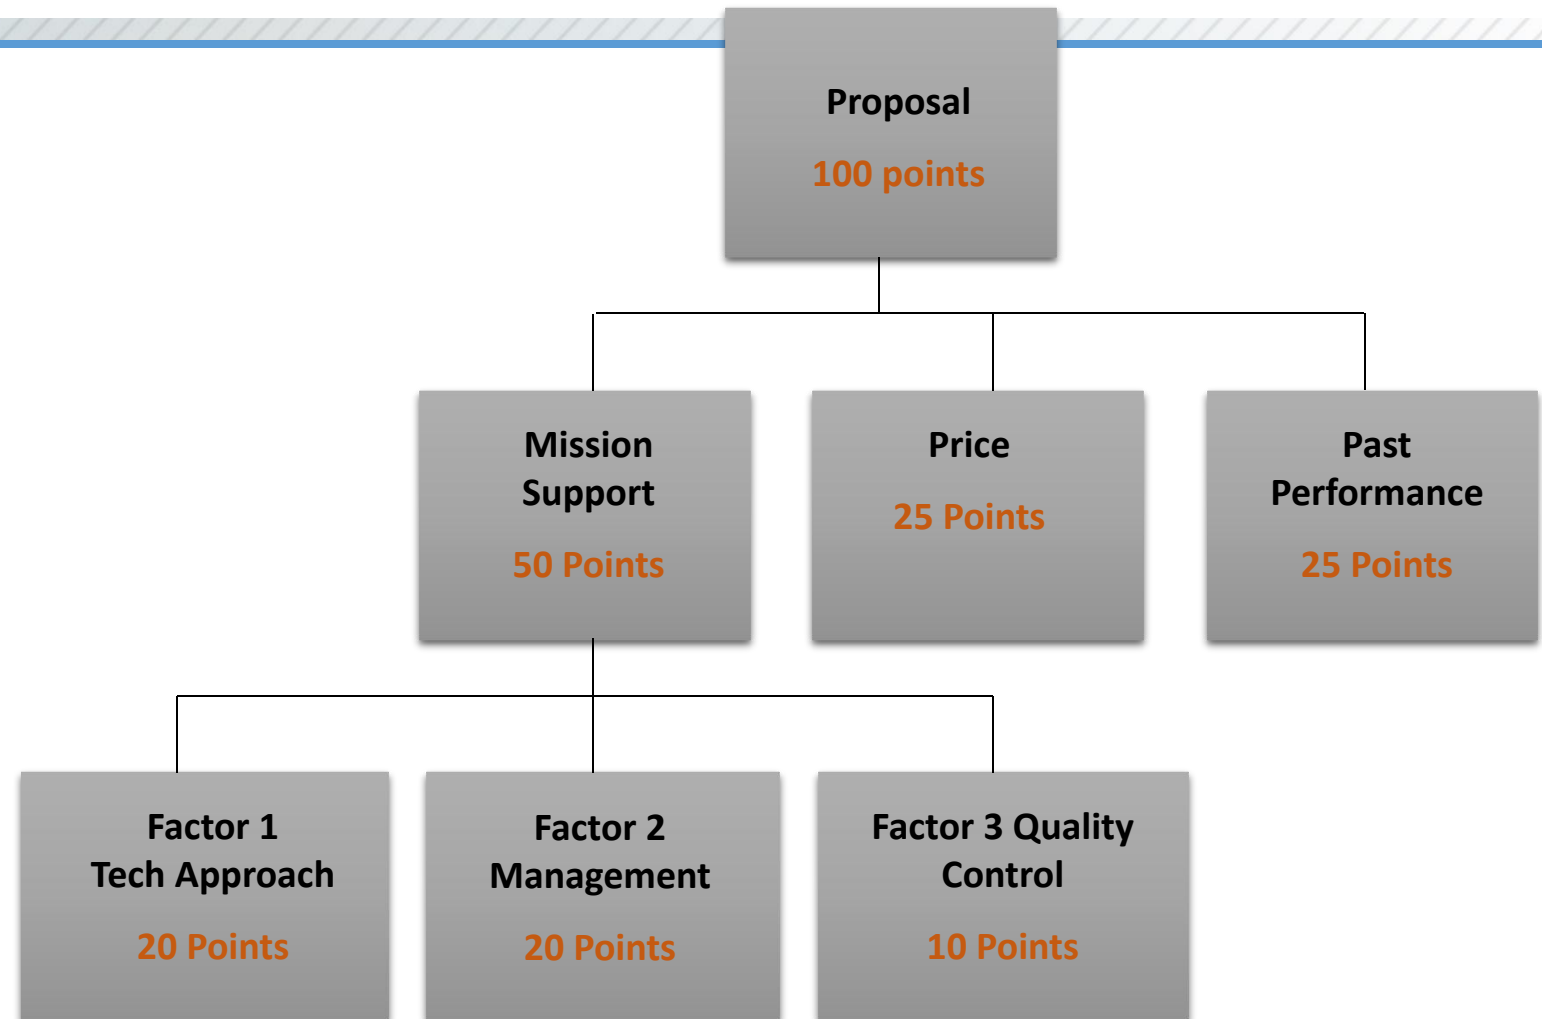 Proposal
100 points
Mission
Support
50 Points
Price
25 Points
Past
Performance
25 Points
Factor 1
Tech Approach
20 Points
Factor 2
Management
20 Points
Factor 3 Quality
Control
10 Points